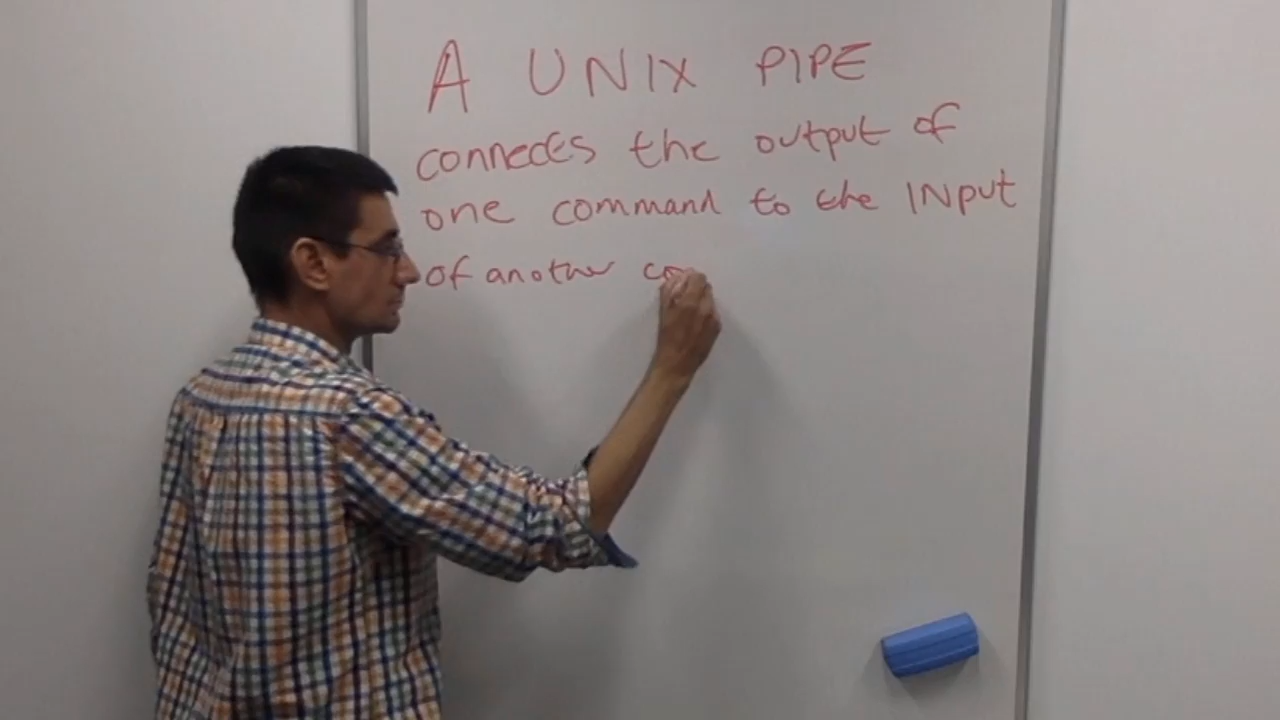 A UNIX PIPE
connects the output of
one command to the INPUT
of another co